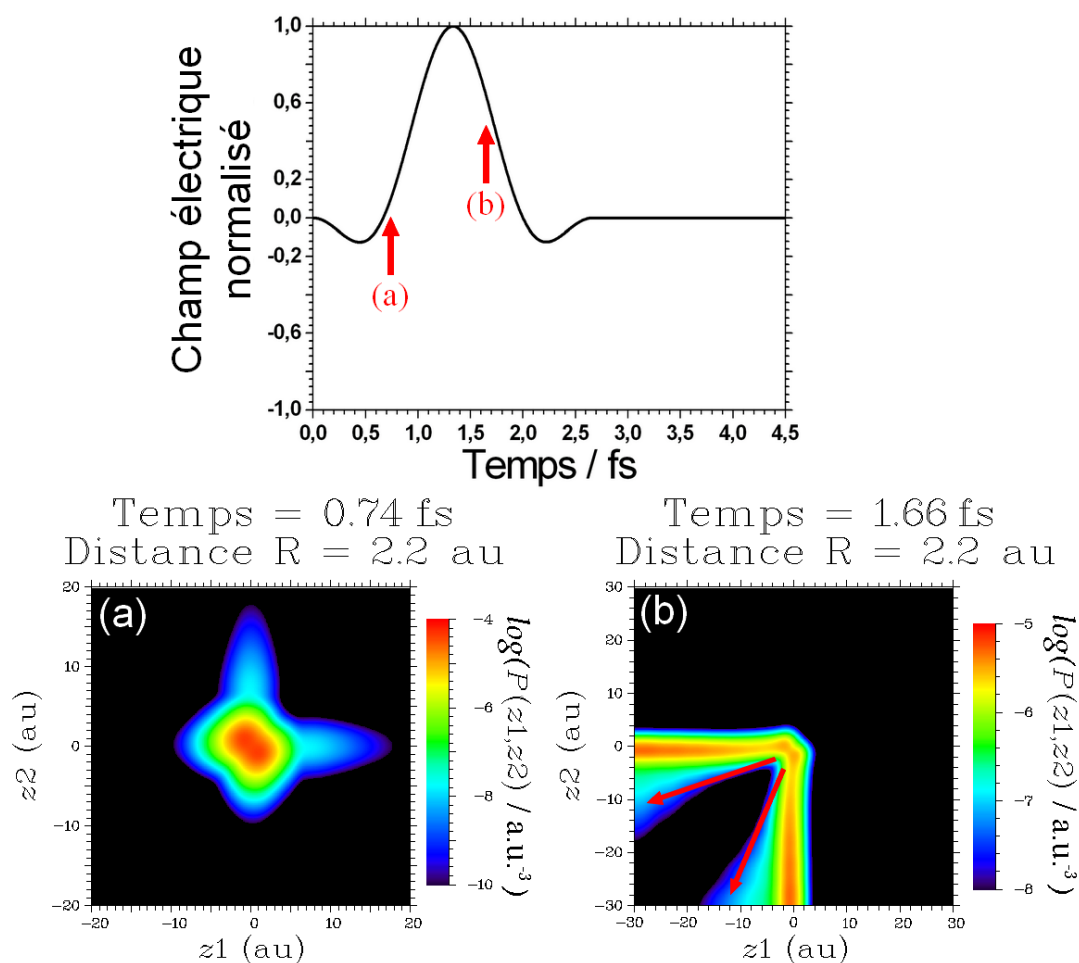 Champ électrique
normalisé
1,0
0,6
0,2
0,0
-0,2
-0,6
-1,0
(a)
(b)
0,0 0,5 1,0 1,5 2,0 2,5 3,0 3,5 4,0 4,5
Temps / fs
Temps = 0.74 fs
Distance R = 2.2 au
(a)
z2 (au)
20
10
0
−10
−20
−20 −10 0 10 20
z1 (au)
−4
−6
−8
−10
log(P(z1,z2) / a.u.-3)
Temps = 1.66 fs
Distance R = 2.2 au
(b)
z2 (au)
30
20
10
0
−10
−20
−30
−30 −20 −10 0 10 20 30
z1 (au)
−5
−6
−7
−8
log(P(z1,z2) / a.u.-3)